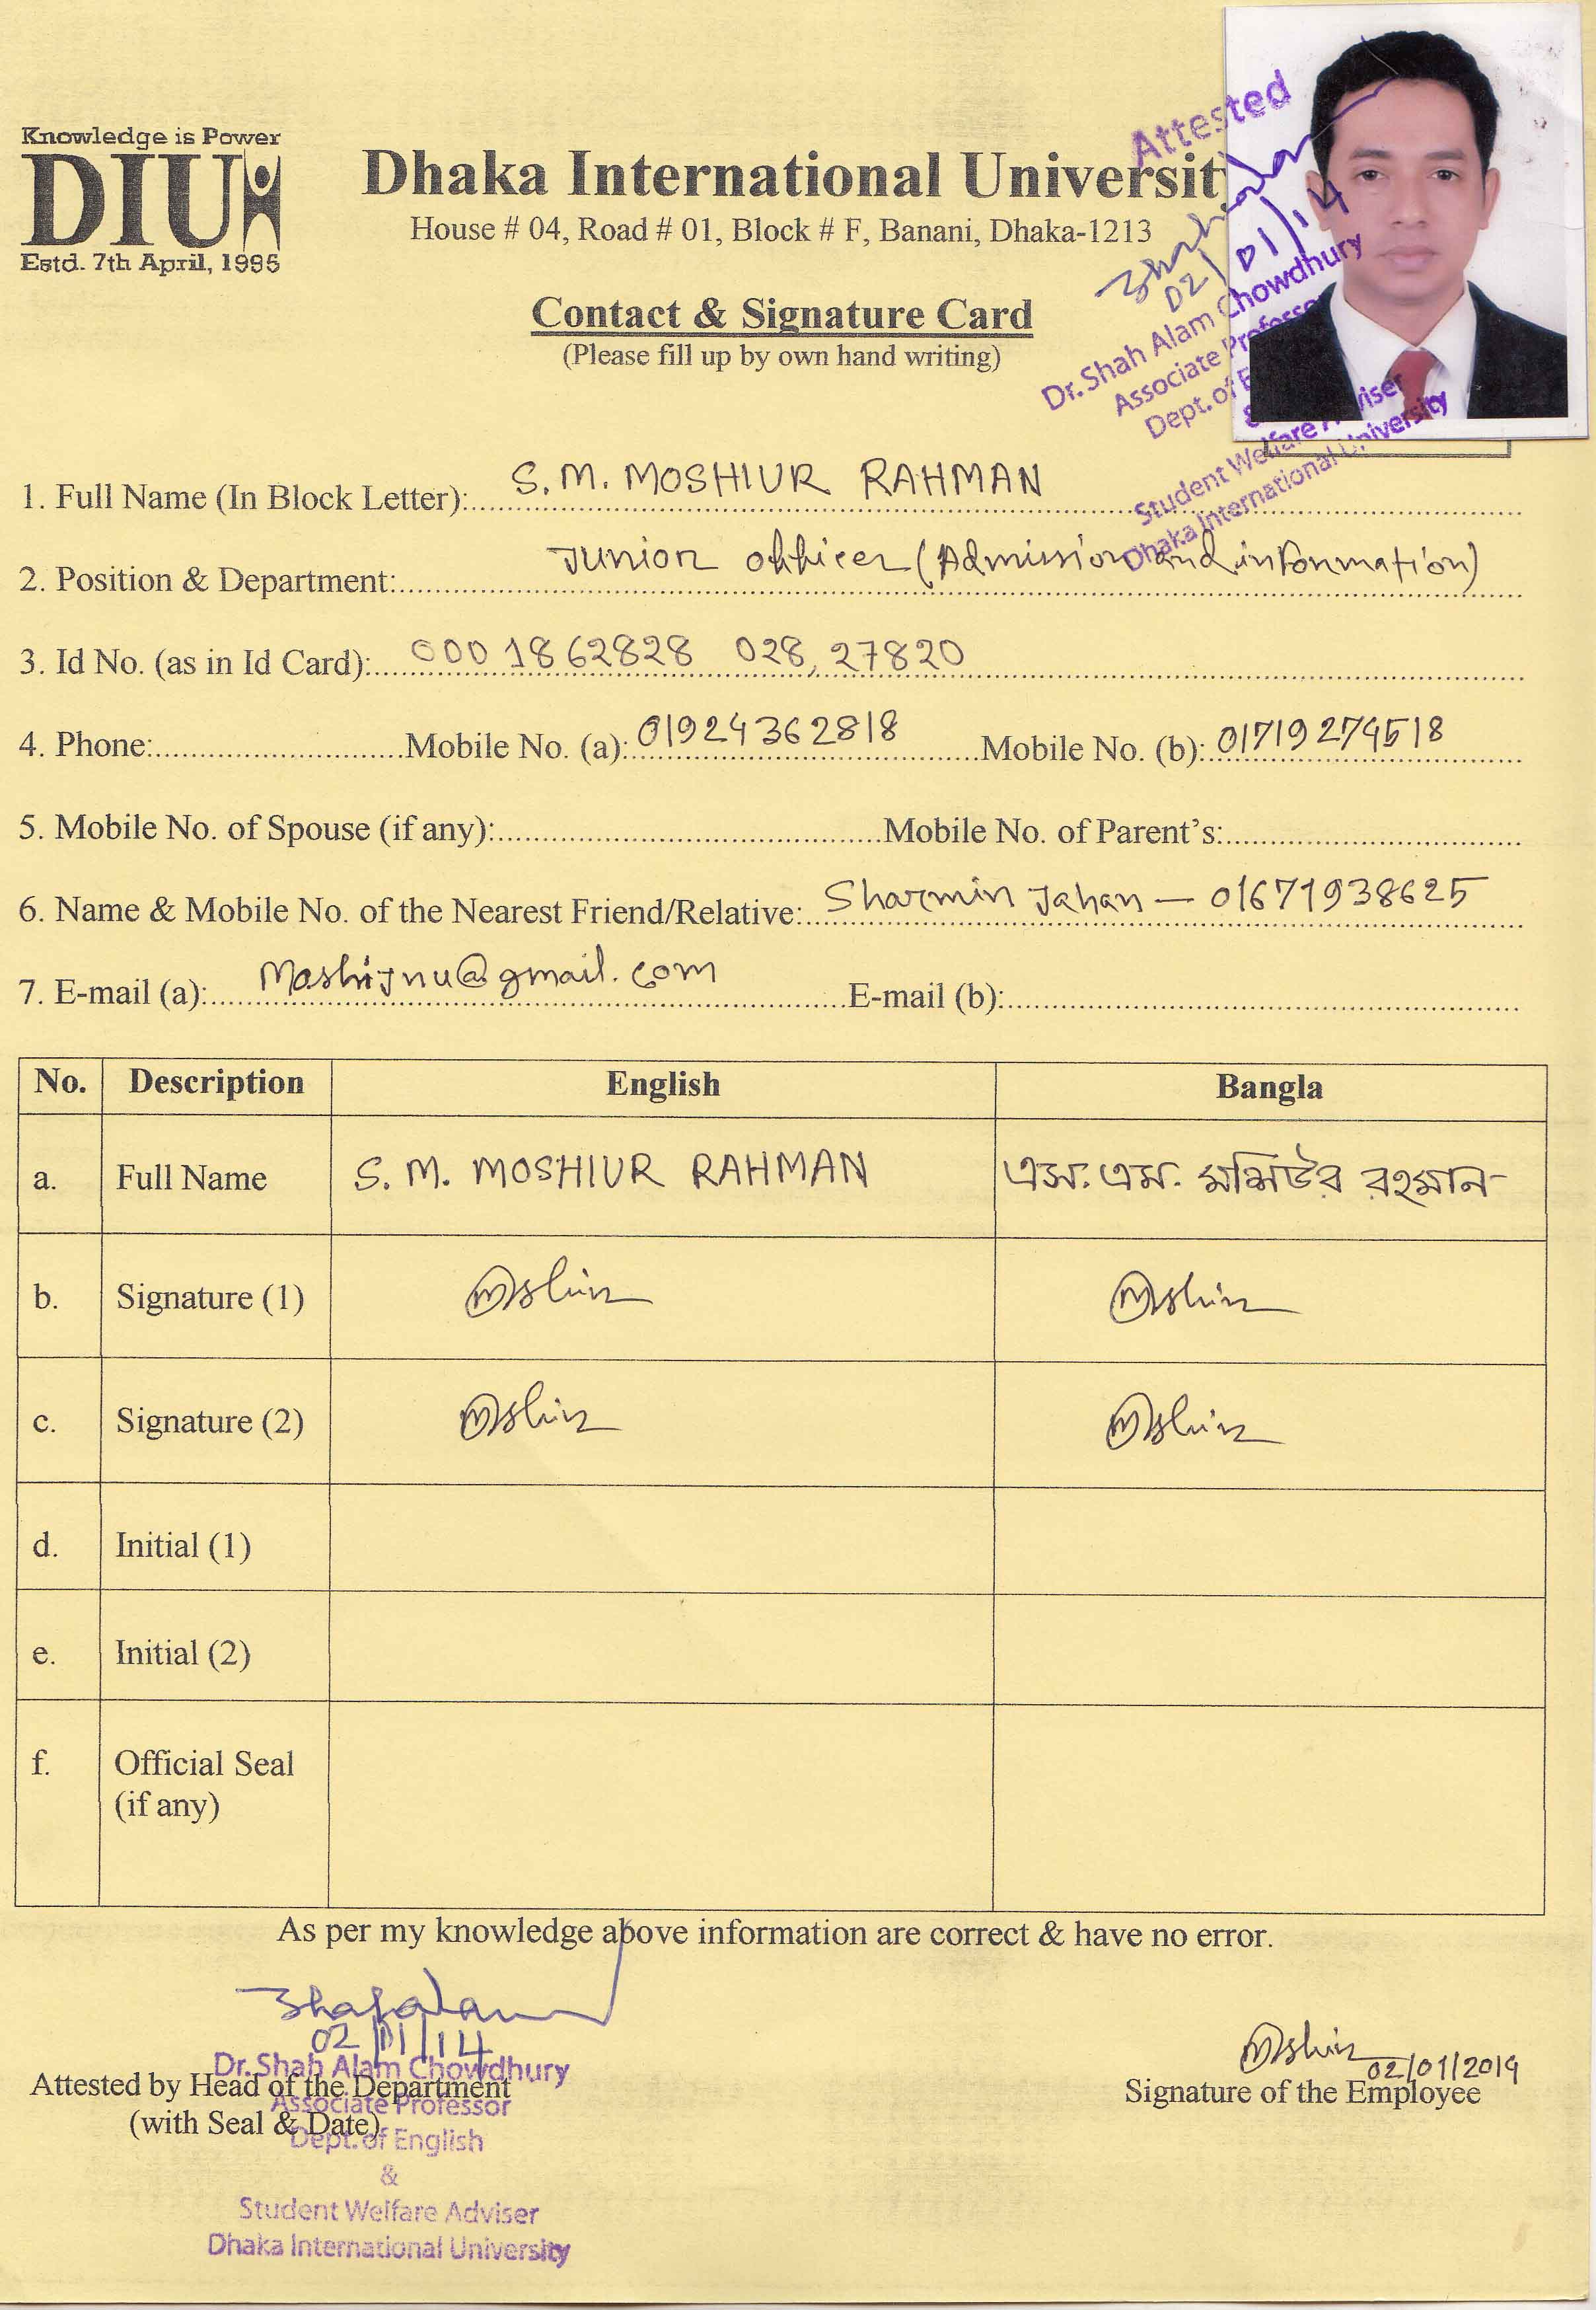 Knowledge is Power
DIU
Estd. 7th April, 1995
Dhaka International Universit
House # 04, Road # 01, Block # F, Banani, Dhaka-1213
Contact & Signature Card
(Please fill up by own hand writing)
Attested
02/01/14
Dr. Shah Alam Chowdhury
Associate Professor
Dept. of E
&
Student Welfare Adviser
Dhaka International University
1. Full Name (In Block Letter): S. M. MOSHIUR RAHMAN
2. Position & Department: Junior officer (Admission and information)
3. Id No. (as in Id Card): 000 1862828 028, 27820
4. Phone: Mobile No. (a): 01924362818 Mobile No. (b): 01719274518
5. Mobile No. of Spouse (if any): Mobile No. of Parent's:
6. Name & Mobile No. of the Nearest Friend/Relative: Sharmin Jahan — 01671938625
7. E-mail (a): Moshijnu@gmail.com E-mail (b):
No. Description English Bangla
a. Full Name S. M. MOSHIUR RAHMAN এস. এম. মশিউর রহমান
b. Signature (1) Moshiur Moshiur
c. Signature (2) Moshiur Moshiur
d. Initial (1)
e. Initial (2)
f. Official Seal
(if any)
As per my knowledge above information are correct & have no error.
Shah Alam
02/01/14
Dr. Shah Alam Chowdhury
Attested by Head of the Department
Associate Professor
(with Seal & Date)
Dept. of English
&
Student Welfare Adviser
Dhaka International University
Moshiur 02/01/2014
Signature of the Employee